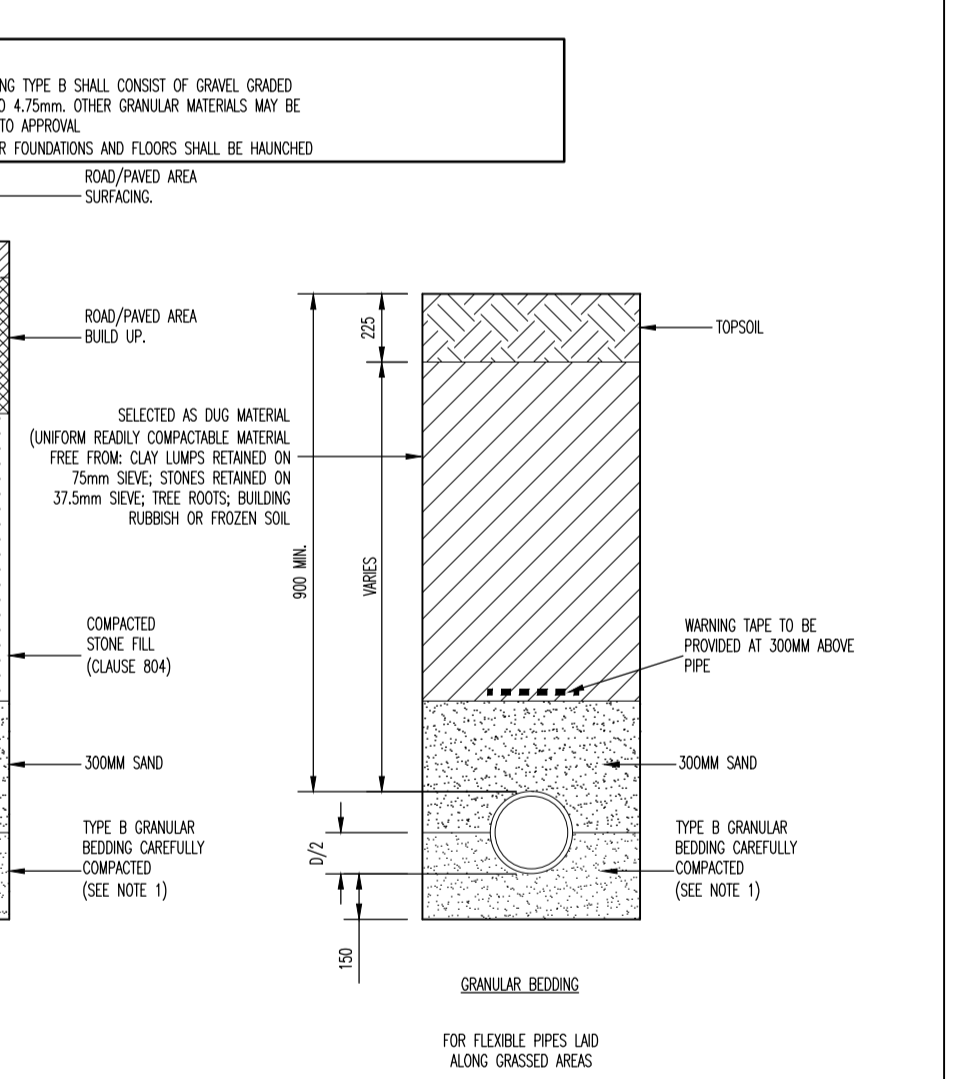 NG TYPE B SHALL CONSIST OF GRAVEL GRADED
O 4.75mm. OTHER GRANULAR MATERIALS MAY BE
TO APPROVAL
R FOUNDATIONS AND FLOORS SHALL BE HAUNCHED
ROAD/PAVED AREA
SURFACING.
ROAD/PAVED AREA
BUILD UP.
225
TOPSOIL
SELECTED AS DUG MATERIAL
(UNIFORM READILY COMPACTABLE MATERIAL
FREE FROM: CLAY LUMPS RETAINED ON
75mm SIEVE; STONES RETAINED ON
37.5mm SIEVE; TREE ROOTS; BUILDING
RUBBISH OR FROZEN SOIL
900 MIN.
VARIES
COMPACTED
STONE FILL
(CLAUSE 804)
WARNING TAPE TO BE
PROVIDED AT 300MM ABOVE
PIPE
300MM SAND
300MM SAND
TYPE B GRANULAR
BEDDING CAREFULLY
COMPACTED
(SEE NOTE 1)
D/2
TYPE B GRANULAR
BEDDING CAREFULLY
COMPACTED
(SEE NOTE 1)
150
GRANULAR BEDDING
FOR FLEXIBLE PIPES LAID
ALONG GRASSED AREAS